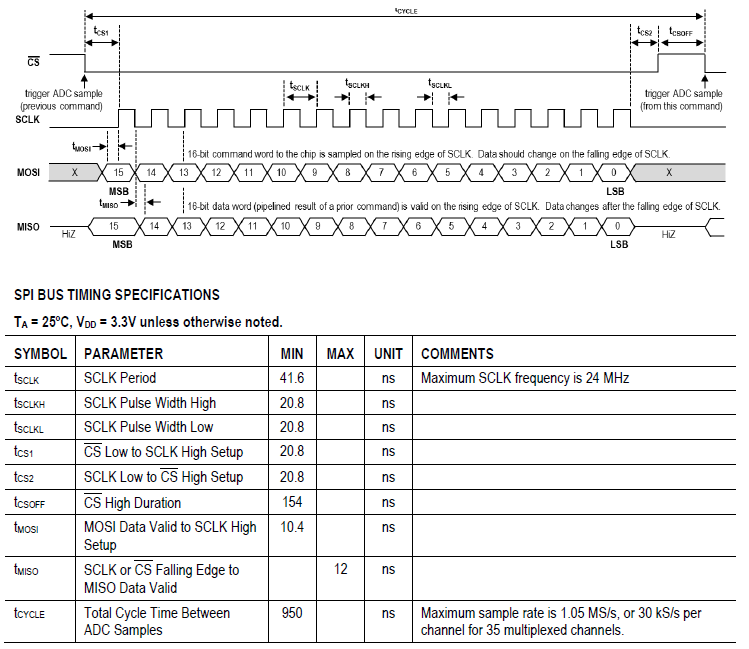 tCYCLE
tCS1
tCS2
tCSOFF
CS
tSCLK
tSCLKH
tSCLKL
trigger ADC sample
(previous command)
trigger ADC sample
(from this command)
SCLK
tMOSI
16-bit command word to the chip is sampled on the rising edge of SCLK. Data should change on the falling edge of SCLK.
MOSI X 15 14 13 12 11 10 9 8 7 6 5 4 3 2 1 0 X
MSB LSB
tMISO
16-bit data word (pipelined result of a prior command) is valid on the rising edge of SCLK. Data changes after the falling edge of SCLK.
MISO HiZ 15 14 13 12 11 10 9 8 7 6 5 4 3 2 1 0 HiZ
MSB LSB
SPI BUS TIMING SPECIFICATIONS
TA = 25°C, VDD = 3.3V unless otherwise noted.
SYMBOL PARAMETER MIN MAX UNIT COMMENTS
tSCLK SCLK Period 41.6 ns Maximum SCLK frequency is 24 MHz
tSCLKH SCLK Pulse Width High 20.8 ns
tSCLKL SCLK Pulse Width Low 20.8 ns
tCS1 CS Low to SCLK High Setup 20.8 ns
tCS2 SCLK Low to CS High Setup 20.8 ns
tCSOFF CS High Duration 154 ns
tMOSI MOSI Data Valid to SCLK High 10.4 ns
Setup
tMISO SCLK or CS Falling Edge to 12 ns
MISO Data Valid
tCYCLE Total Cycle Time Between 950 ns Maximum sample rate is 1.05 MS/s, or 30 kS/s per
ADC Samples channel for 35 multiplexed channels.